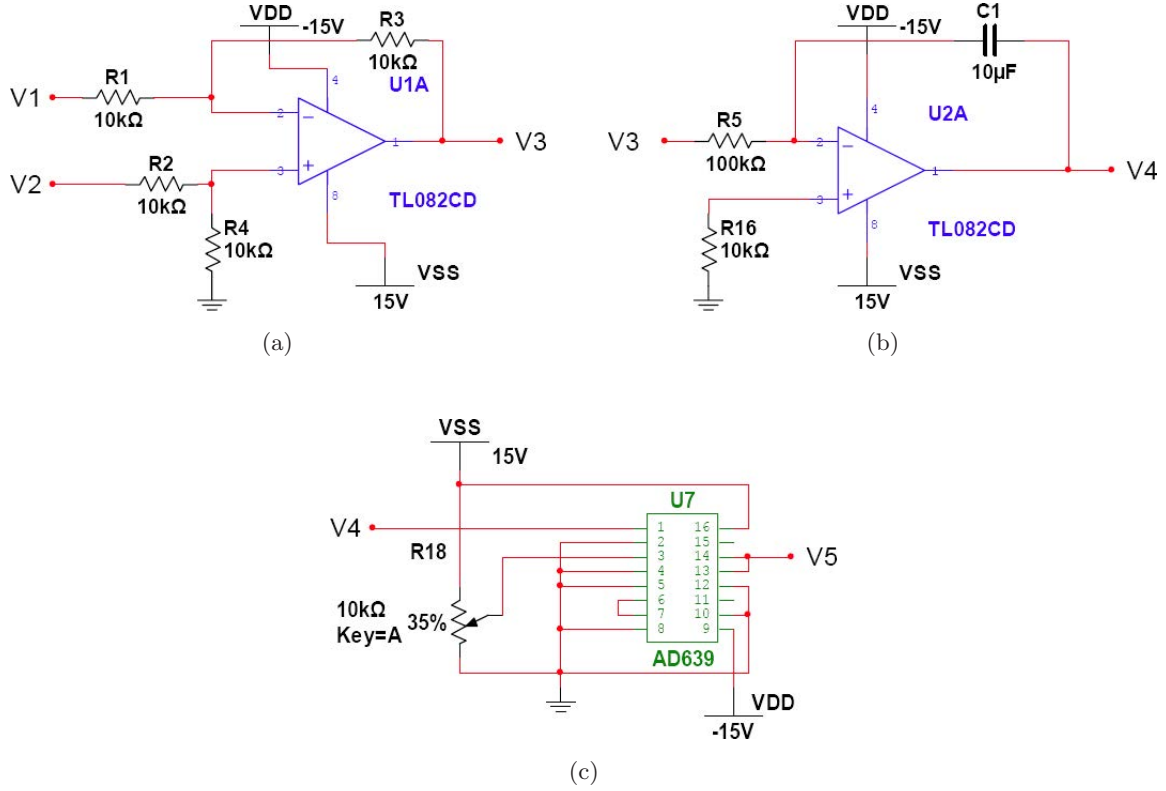 VDD
-15V
R3
10kΩ
U1A
4
R1
V1
10kΩ
2
1
V3
R2
3
V2
10kΩ
8
TL082CD
R4
10kΩ
VSS
15V
(a)
VDD
-15V
C1
10µF
4
U2A
R5
V3
100kΩ
2
1
V4
3
8
TL082CD
R16
10kΩ
VSS
15V
(b)
VSS
15V
U7
V4
1 16
2 15
R18
3 14
V5
4 13
5 12
6 11
10kΩ
35%
7 10
Key=A
8 9
AD639
VDD
-15V
(c)